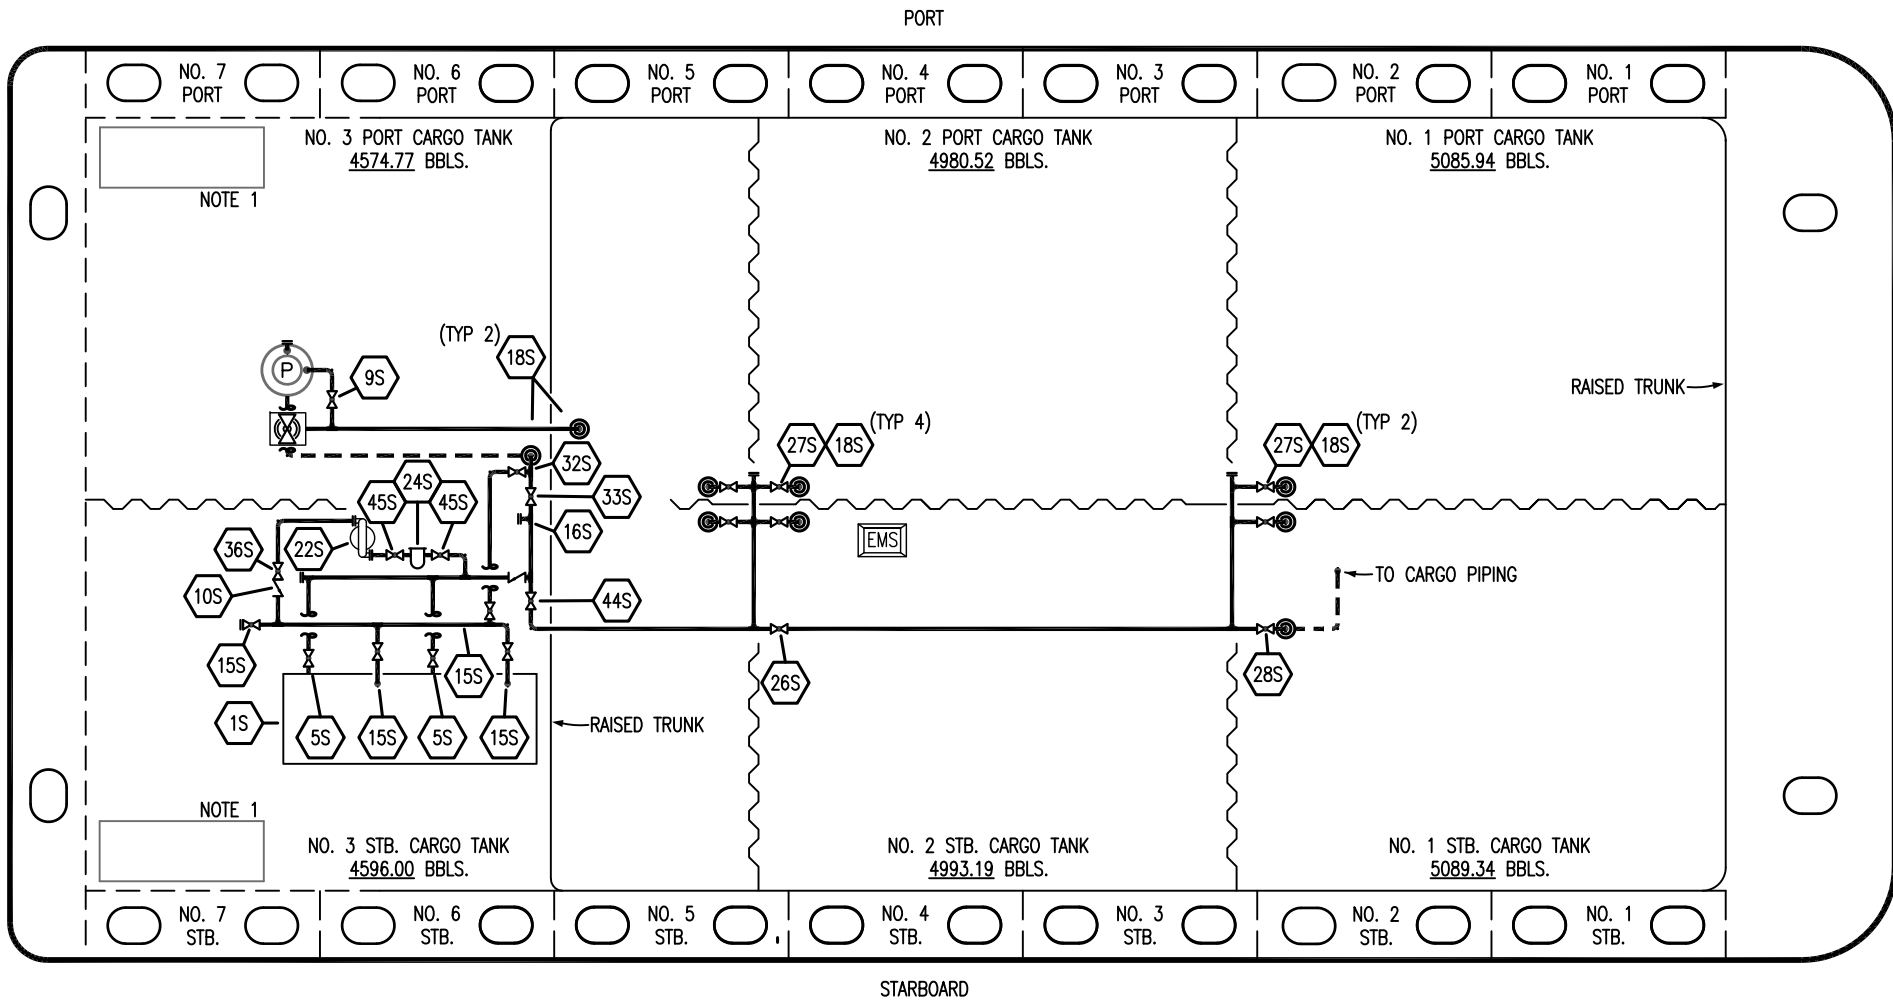 PORT
NO. 7
PORT
NO. 6
PORT
NO. 5
PORT
NO. 4
PORT
NO. 3
PORT
NO. 2
PORT
NO. 1
PORT
NO. 3 PORT CARGO TANK
4574.77 BBLS.
NO. 2 PORT CARGO TANK
4980.52 BBLS.
NO. 1 PORT CARGO TANK
5085.94 BBLS.
NOTE 1
(TYP 2)
18S
P
9S
RAISED TRUNK
27S
18S
(TYP 4)
27S
18S
(TYP 2)
32S
24S
45S
45S
33S
16S
36S
22S
EMS
10S
44S
TO CARGO PIPING
15S
15S
26S
28S
1S
5S
15S
5S
15S
RAISED TRUNK
NOTE 1
NO. 3 STB. CARGO TANK
4596.00 BBLS.
NO. 2 STB. CARGO TANK
4993.19 BBLS.
NO. 1 STB. CARGO TANK
5089.34 BBLS.
NO. 7
STB.
NO. 6
STB.
NO. 5
STB.
NO. 4
STB.
NO. 3
STB.
NO. 2
STB.
NO. 1
STB.
STARBOARD